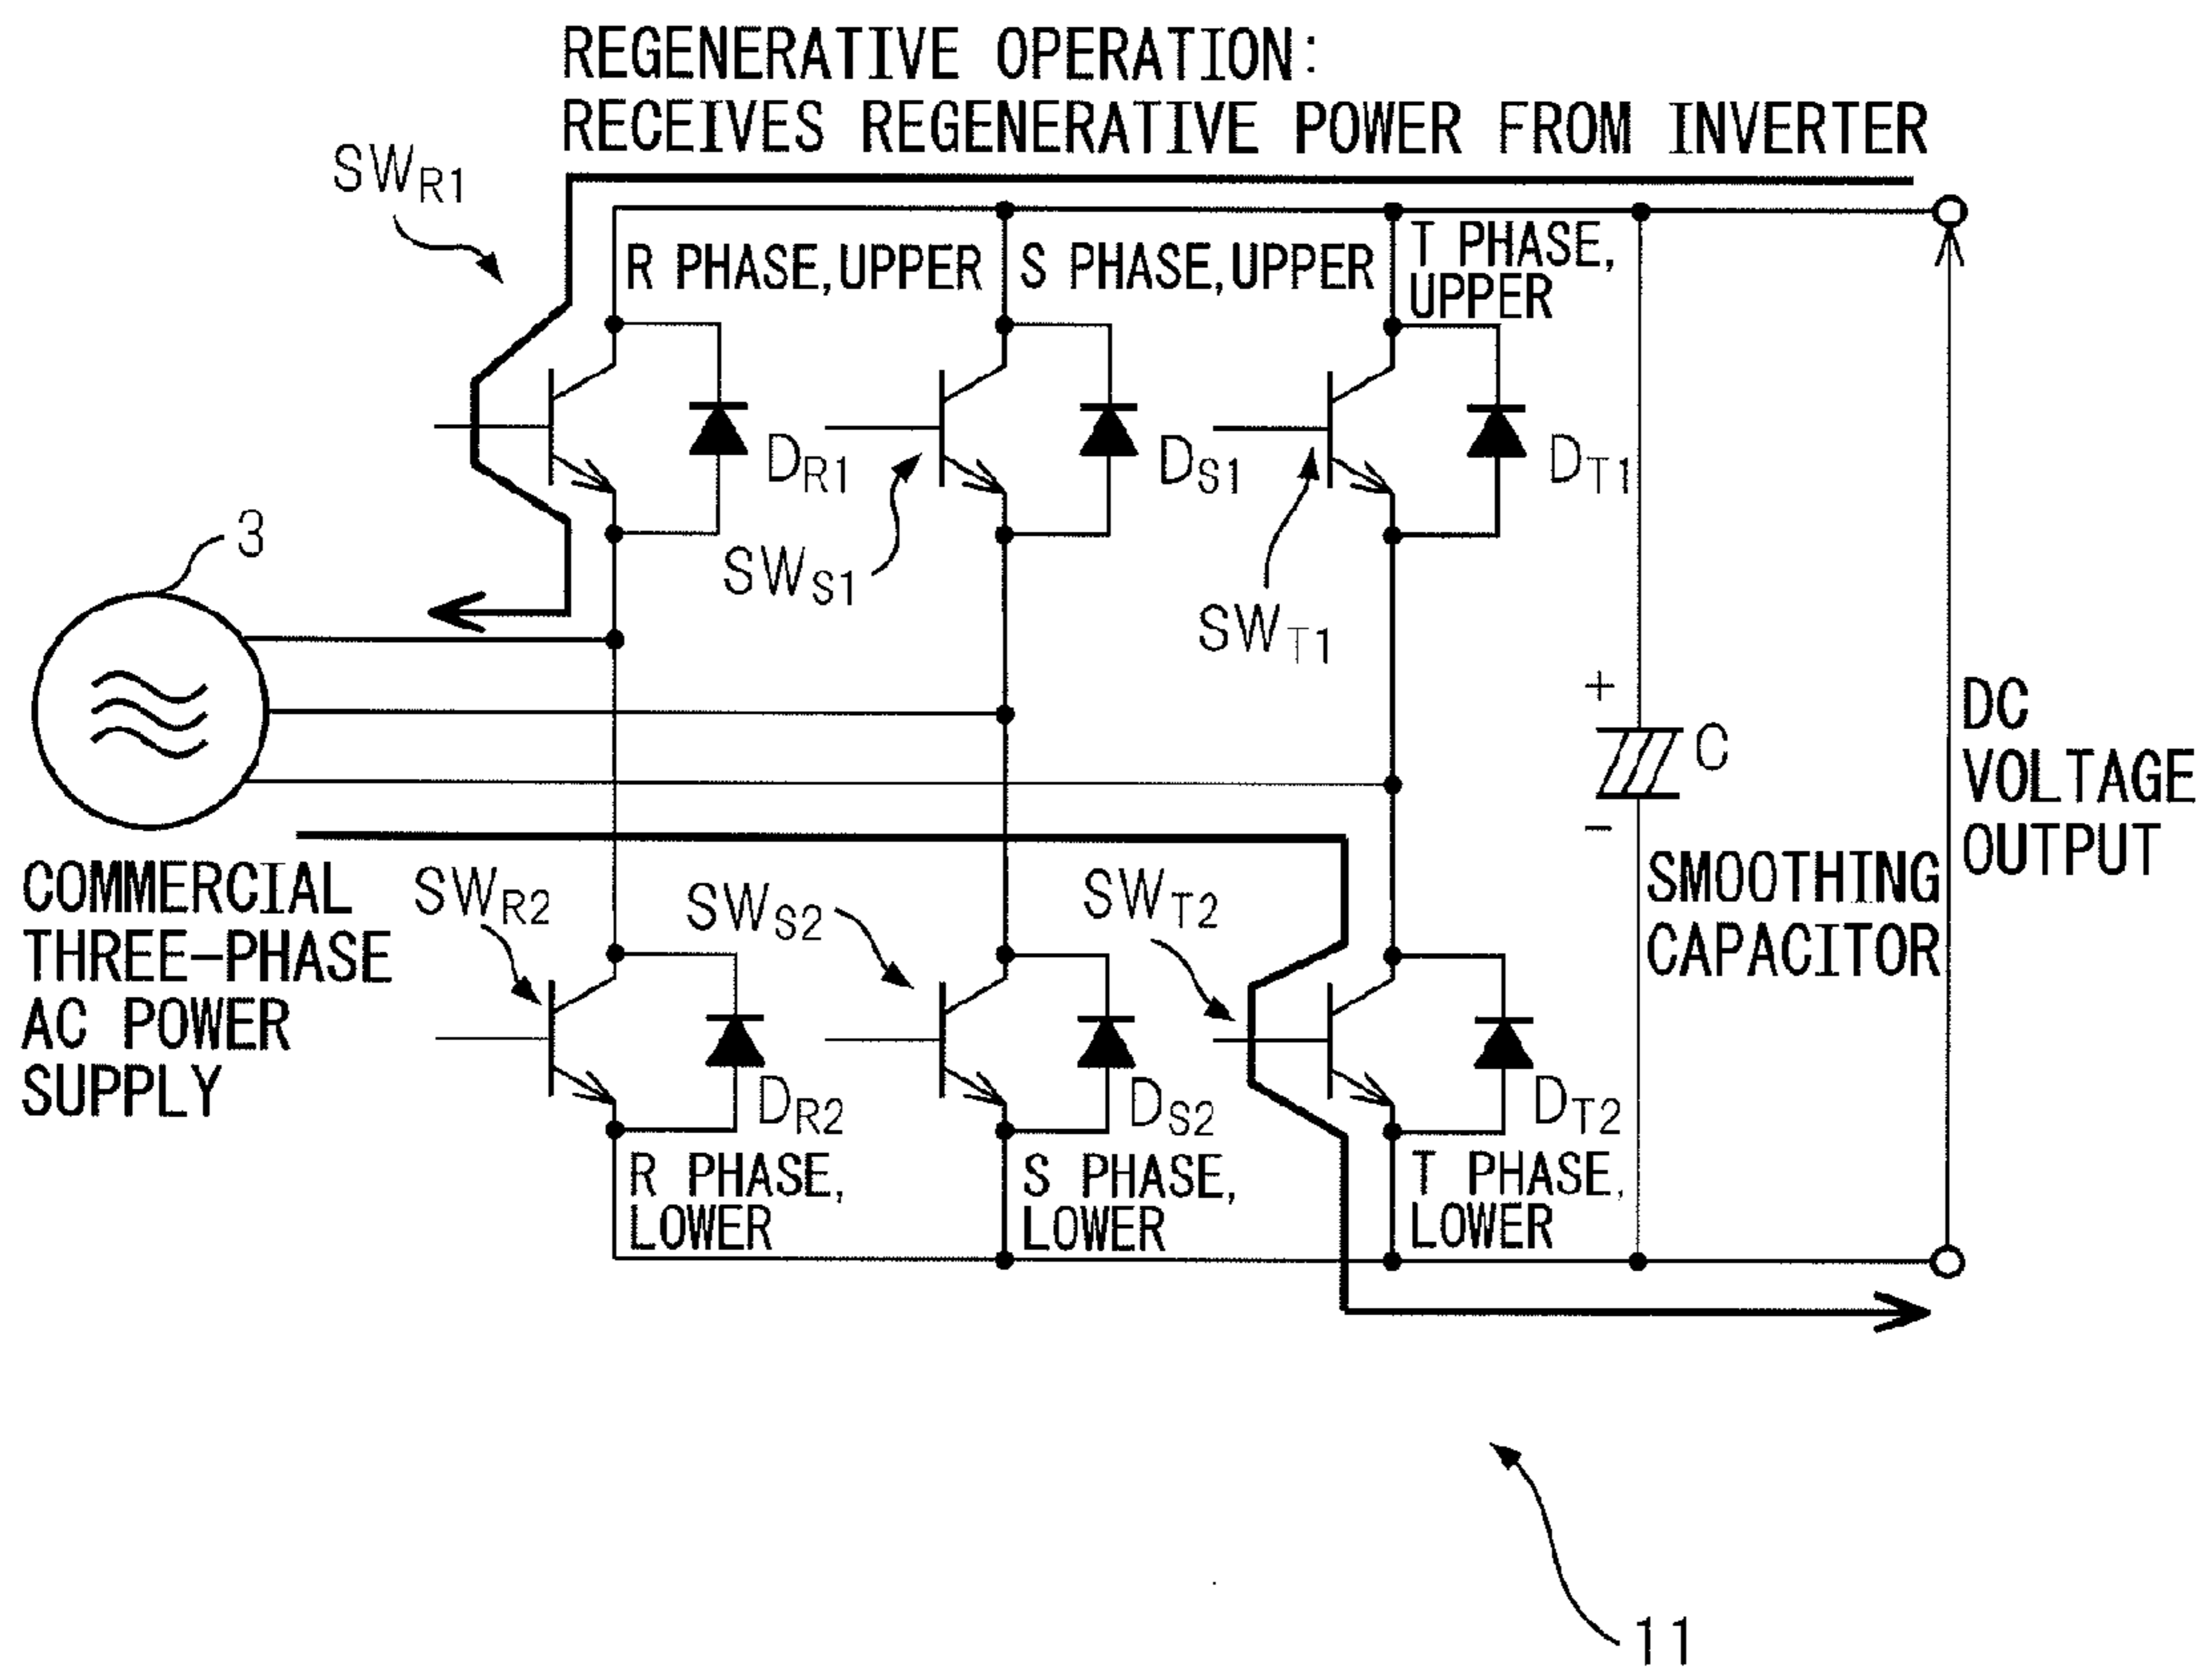 REGENERATIVE OPERATION:
RECEIVES REGENERATIVE POWER FROM INVERTER
SWR1
R PHASE,UPPER
S PHASE,UPPER
T PHASE,
UPPER
DR1
DS1
DT1
3
SWS1
SWT1
+
C
-
DC
VOLTAGE
OUTPUT
SMOOTHING
CAPACITOR
COMMERCIAL
THREE-PHASE
AC POWER
SUPPLY
SWR2
SWS2
SWT2
DR2
DS2
DT2
R PHASE,
LOWER
S PHASE,
LOWER
T PHASE,
LOWER
11